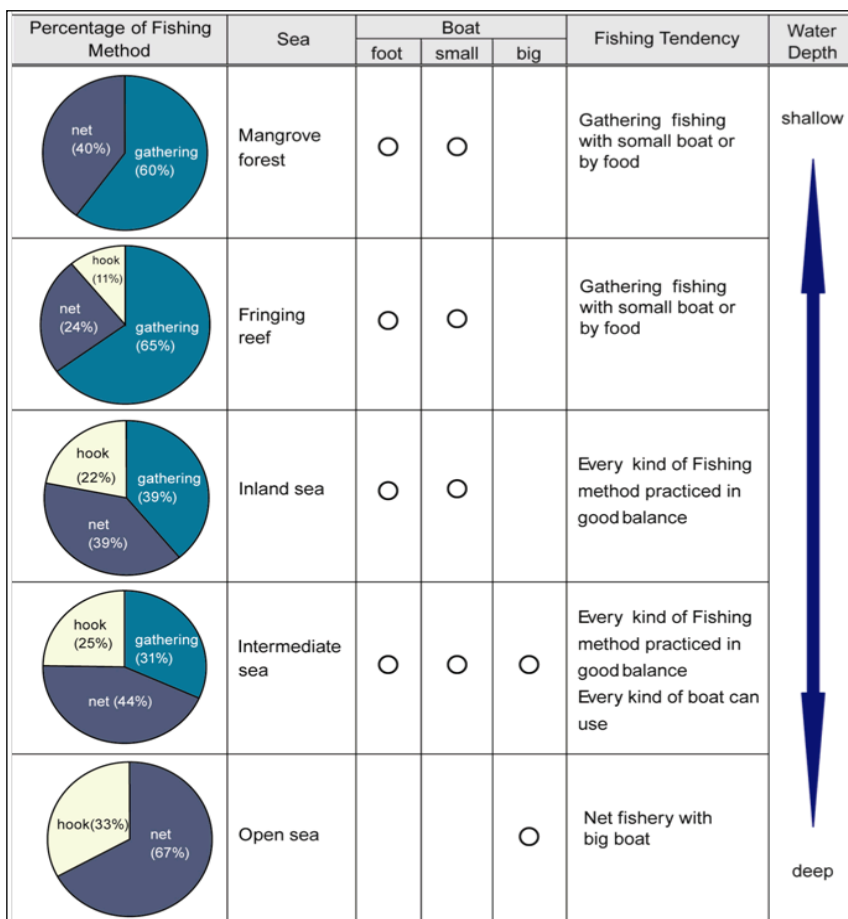 Percentage of Fishing
Method
Sea
Boat
foot
small
big
Fishing Tendency
Water
Depth
net
(40%)
gathering
(60%)
Mangrove
forest
○
○
Gathering fishing
with somall boat or
by food
shallow
hook
(11%)
net
(24%)
gathering
(65%)
Fringing
reef
○
○
Gathering fishing
with somall boat or
by food
hook
(22%)
gathering
(39%)
net
(39%)
Inland sea
○
○
Every kind of Fishing
method practiced in
good balance
hook
(25%)
gathering
(31%)
net (44%)
Intermediate
sea
○
○
○
Every kind of Fishing
method practiced in
good balance
Every kind of boat can
use
hook(33%)
net
(67%)
Open sea
○
Net fishery with
big boat
deep